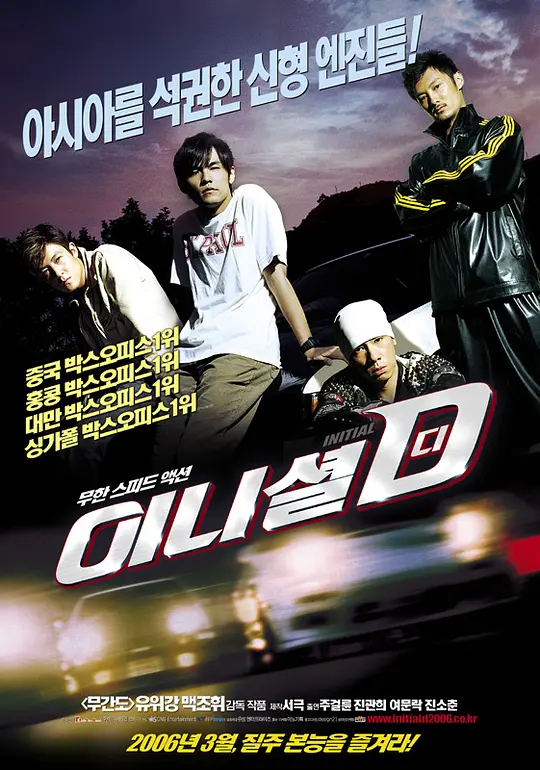 아시아를 석권한 신형 엔진들!
중국 박스오피스1위
홍콩 박스오피스1위
대만 박스오피스1위
싱가폴 박스오피스1위
무한 스피드 액션
INITIAL
이니셜D
디
<무간도> 유위강 맥조휘 감독 작품 제작 서극 출연 주걸륜 진관희 여문락 진소춘
www.initiald2006.co.kr
2006년 3월, 질주 본능을 즐겨라!